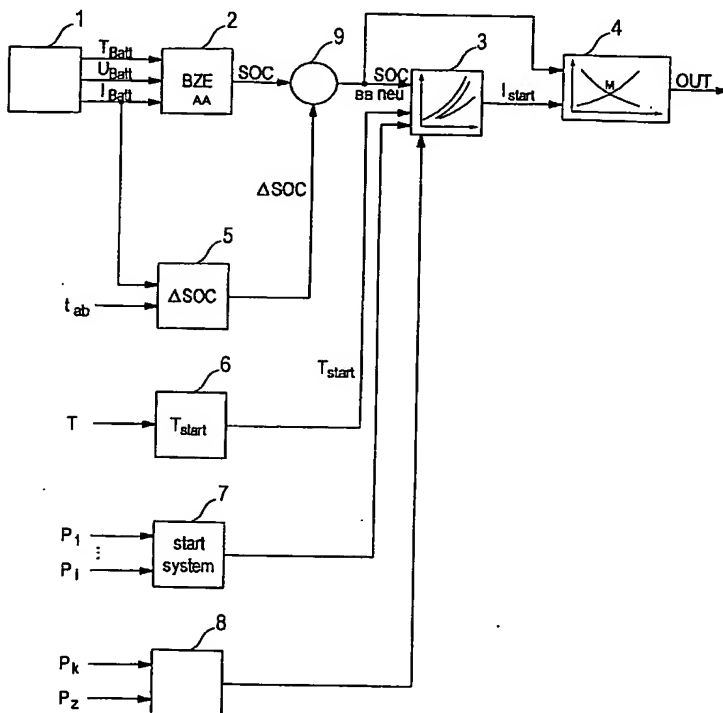 1
2
9
3
4
T_Batt
U_Batt
I_Batt
BZE
AA
SOC
SOC
BB neu
I_start
M
OUT
ΔSOC
5
t_ab
ΔSOC
6
T_start
T
T_start
7
P_1
⋮
P_i
start
system
8
P_k
P_z